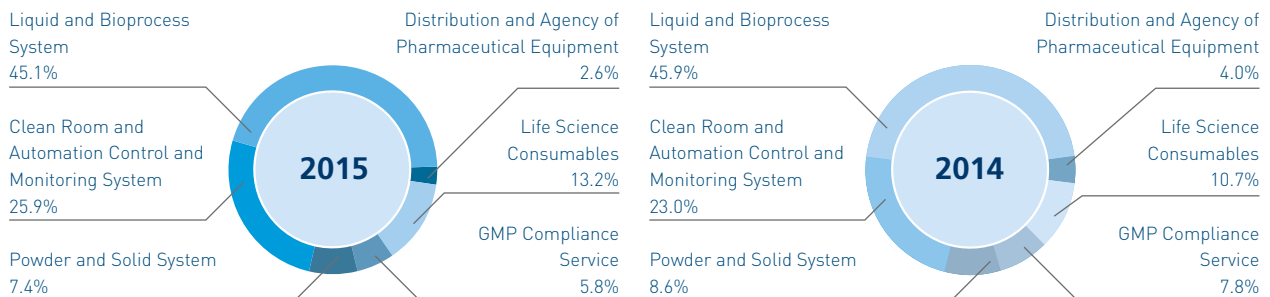 Liquid and Bioprocess
System
45.1%
Distribution and Agency of
Pharmaceutical Equipment
2.6%
Clean Room and
Automation Control and
Monitoring System
25.9%
2015
Life Science
Consumables
13.2%
Powder and Solid System
7.4%
GMP Compliance
Service
5.8%
Liquid and Bioprocess
System
45.9%
Distribution and Agency of
Pharmaceutical Equipment
4.0%
Clean Room and
Automation Control and
Monitoring System
23.0%
2014
Life Science
Consumables
10.7%
Powder and Solid System
8.6%
GMP Compliance
Service
7.8%